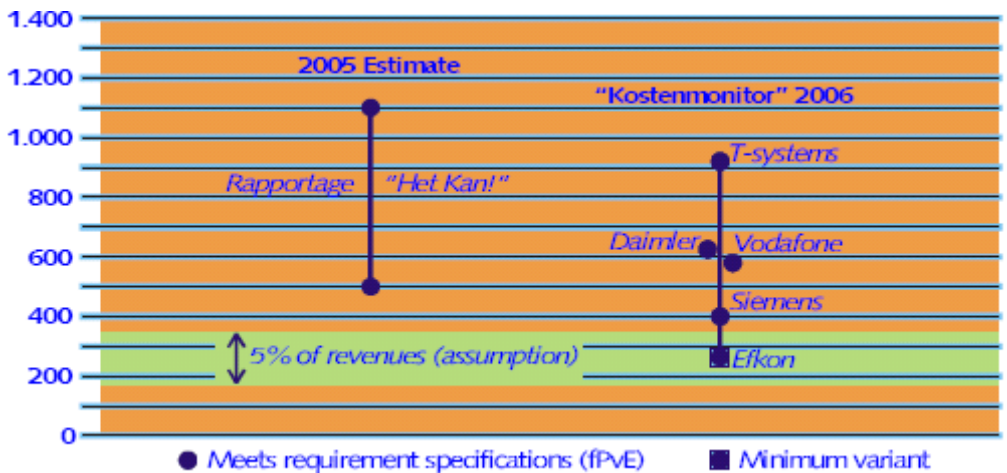 1.400
1.200
1.000
800
600
400
200
0
2005 Estimate
"Kostenmonitor" 2006
T-systems
Rapportage "Het Kan!"
Daimler
Vodafone
Siemens
5% of revenues (assumption)
Efkon
Meets requirement specifications (fPvE)
Minimum variant